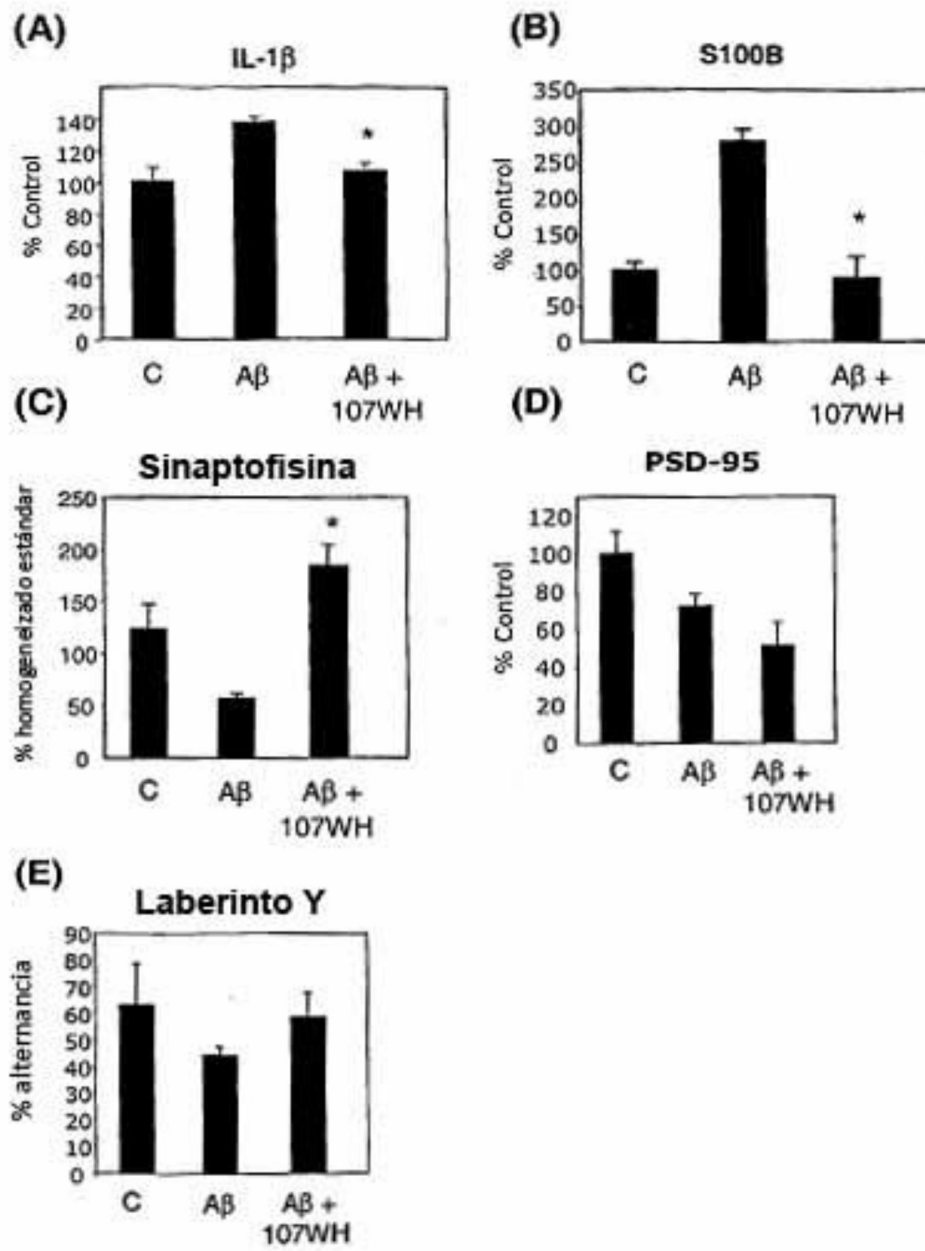 (A)
IL-1β
% Control
140
120
100
80
60
40
20
0
C Aβ Aβ +
107WH
*
(B)
S100B
% Control
350
300
250
200
150
100
50
0
C Aβ Aβ +
107WH
*
(C)
Sinaptofisina
% homogeneizado estándar
250
200
150
100
50
0
C Aβ Aβ +
107WH
*
(D)
PSD-95
% Control
120
100
80
60
40
20
0
C Aβ Aβ +
107WH
(E)
Laberinto Y
% alternancia
90
80
70
60
50
40
30
20
10
0
C Aβ Aβ +
107WH